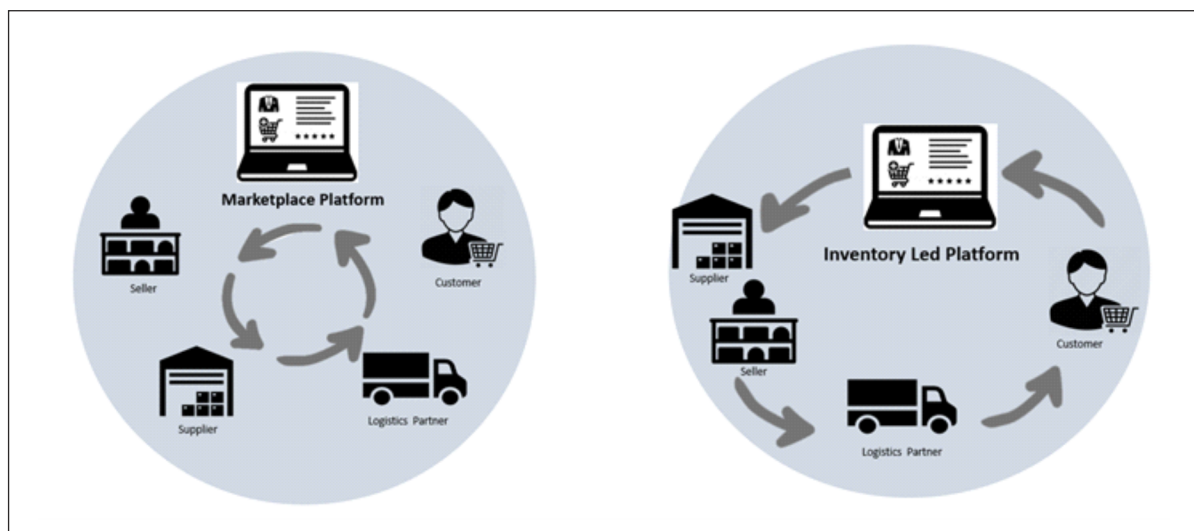 Marketplace Platform
Seller
Customer
Supplier
Logistics Partner
Inventory Led Platform
Supplier
Seller
Customer
Logistics Partner